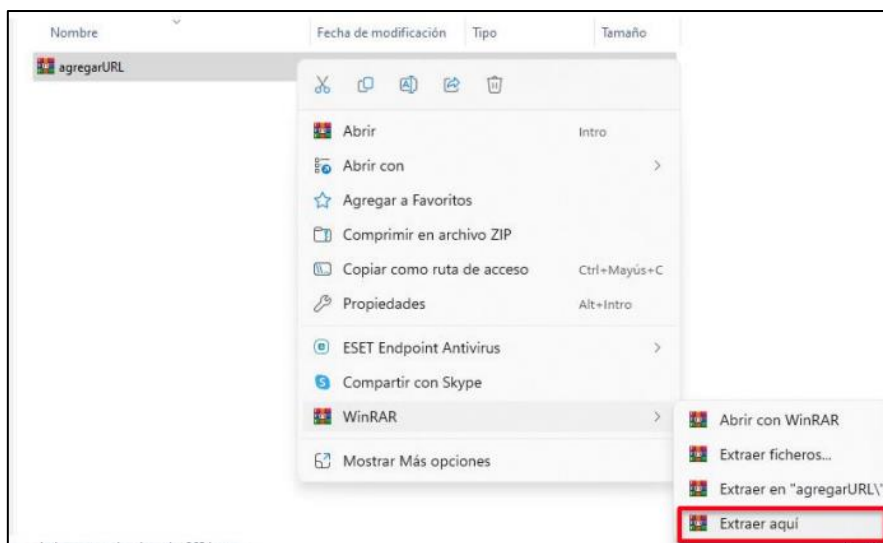 Nombre Fecha de modificación Tipo Tamaño
agregarURL
Abrir Intro
Abrir con
Agregar a Favoritos
Comprimir en archivo ZIP
Copiar como ruta de acceso Ctrl+Mayús+C
Propiedades Alt+Intro
ESET Endpoint Antivirus
Compartir con Skype
WinRAR
Abrir con WinRAR
Mostrar Más opciones
Extraer ficheros...
Extraer en "agregarURL\"
Extraer aquí